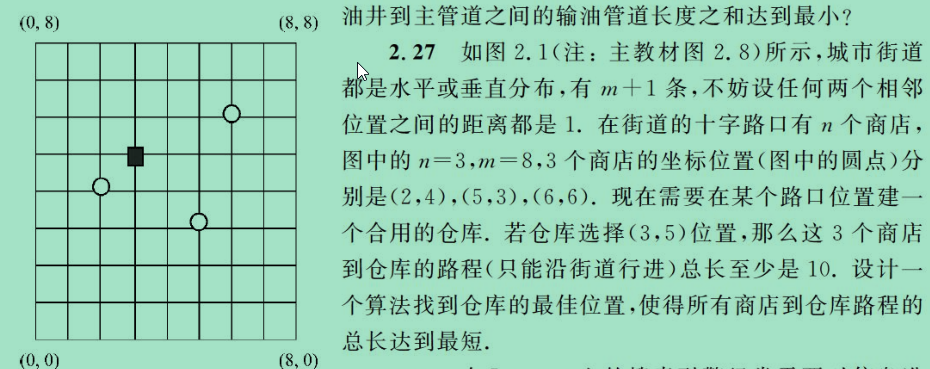 (0, 8)
(8, 8)
(0, 0)
(8, 0)
油井到主管道之间的输油管道长度之和达到最小?
2.27 如图 2.1(注: 主教材图 2.8)所示,城市街道
都是水平或垂直分布,有 m+1 条,不妨设任何两个相邻
位置之间的距离都是 1. 在街道的十字路口有 n 个商店,
图中的 n=3,m=8,3 个商店的坐标位置(图中的圆点)分
别是(2,4),(5,3),(6,6). 现在需要在某个路口位置建一
个合用的仓库. 若仓库选择(3,5)位置,那么这 3 个商店
到仓库的路程(只能沿街道行进)总长至少是 10. 设计一
个算法找到仓库的最佳位置,使得所有商店到仓库路程的
总长达到最短.